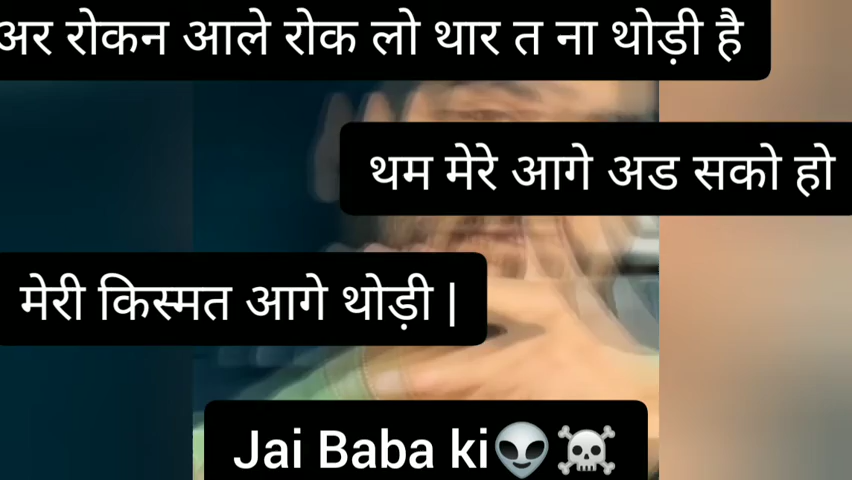 अर रोकन आले रोक लो थार त ना थोड़ी है
थम मेरे आगे अड सको हो
मेरी किस्मत आगे थोड़ी |
Jai Baba ki👽☠️